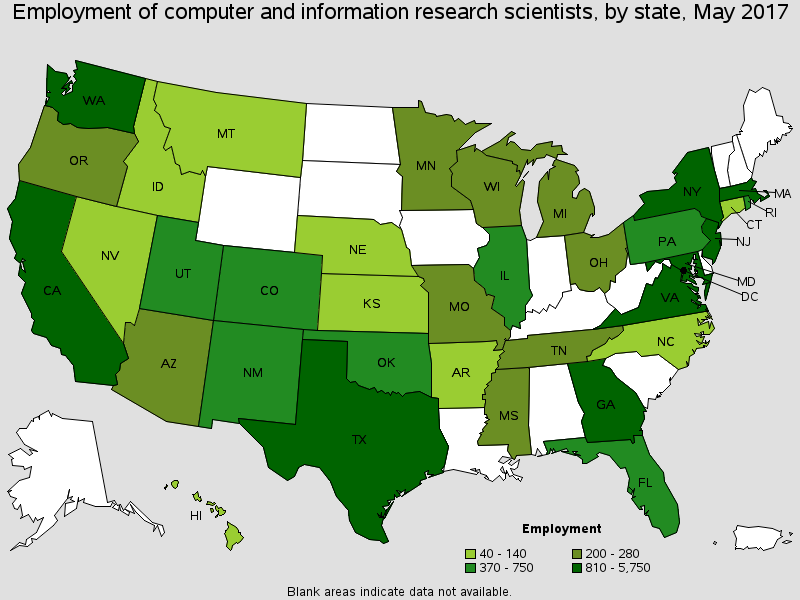 Employment of computer and information research scientists, by state, May 2017
WA
MT
OR
ID
MN
WI
MI
NY
MA
RI
CT
NV
NE
IL
OH
PA
NJ
UT
CO
CA
KS
MO
MD
DC
VA
AZ
NM
OK
AR
TN
NC
MS
GA
TX
FL
HI
Employment
40 - 140 200 - 280
370 - 750 810 - 5,750
Blank areas indicate data not available.